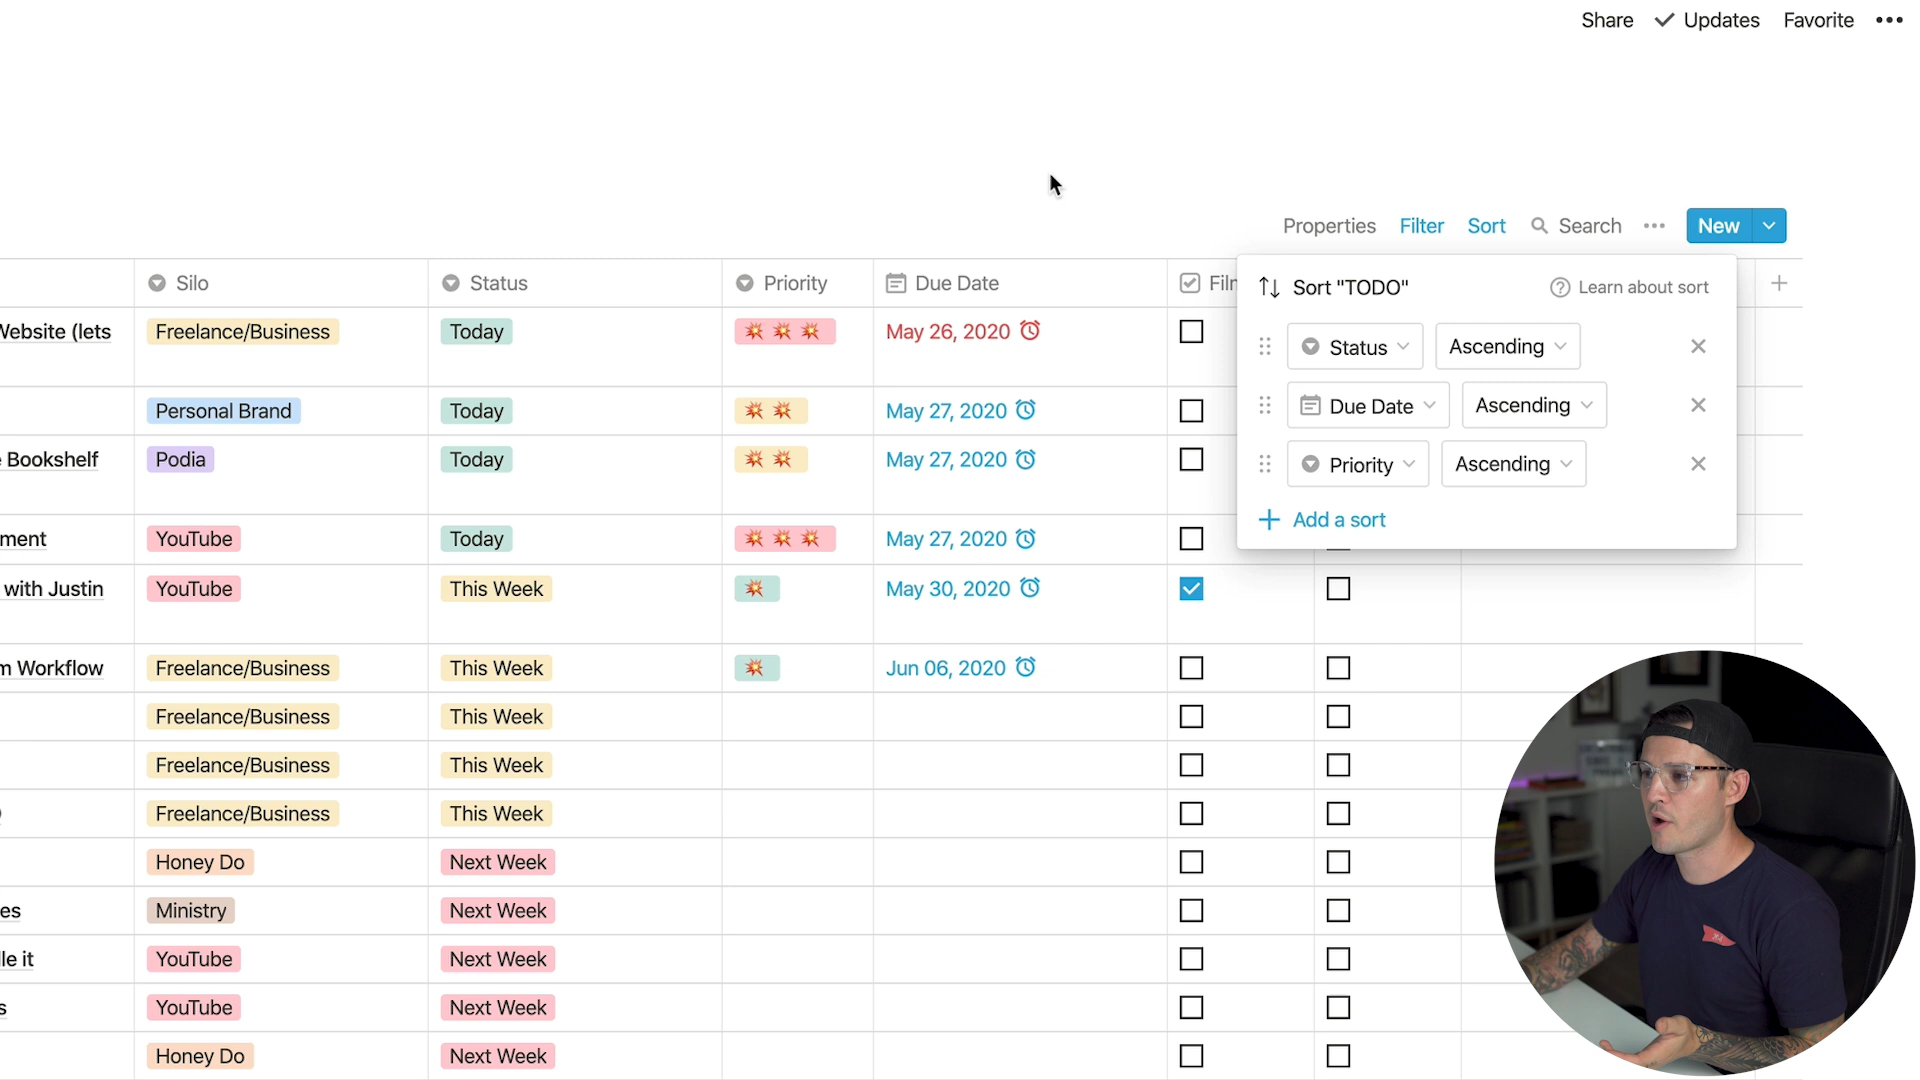 Share Updates Favorite
Properties Filter Sort Search New
Silo Status Priority Due Date Film
Sort "TODO" Learn about sort
Website (lets Freelance/Business Today May 26, 2020
Status Ascending
Personal Brand Today May 27, 2020
Due Date Ascending
Bookshelf Podia Today May 27, 2020
Priority Ascending
Add a sort
ment YouTube Today May 27, 2020
with Justin YouTube This Week May 30, 2020
m Workflow Freelance/Business This Week Jun 06, 2020
Freelance/Business This Week
Freelance/Business This Week
Freelance/Business This Week
Honey Do Next Week
es Ministry Next Week
lle it YouTube Next Week
s YouTube Next Week
Honey Do Next Week